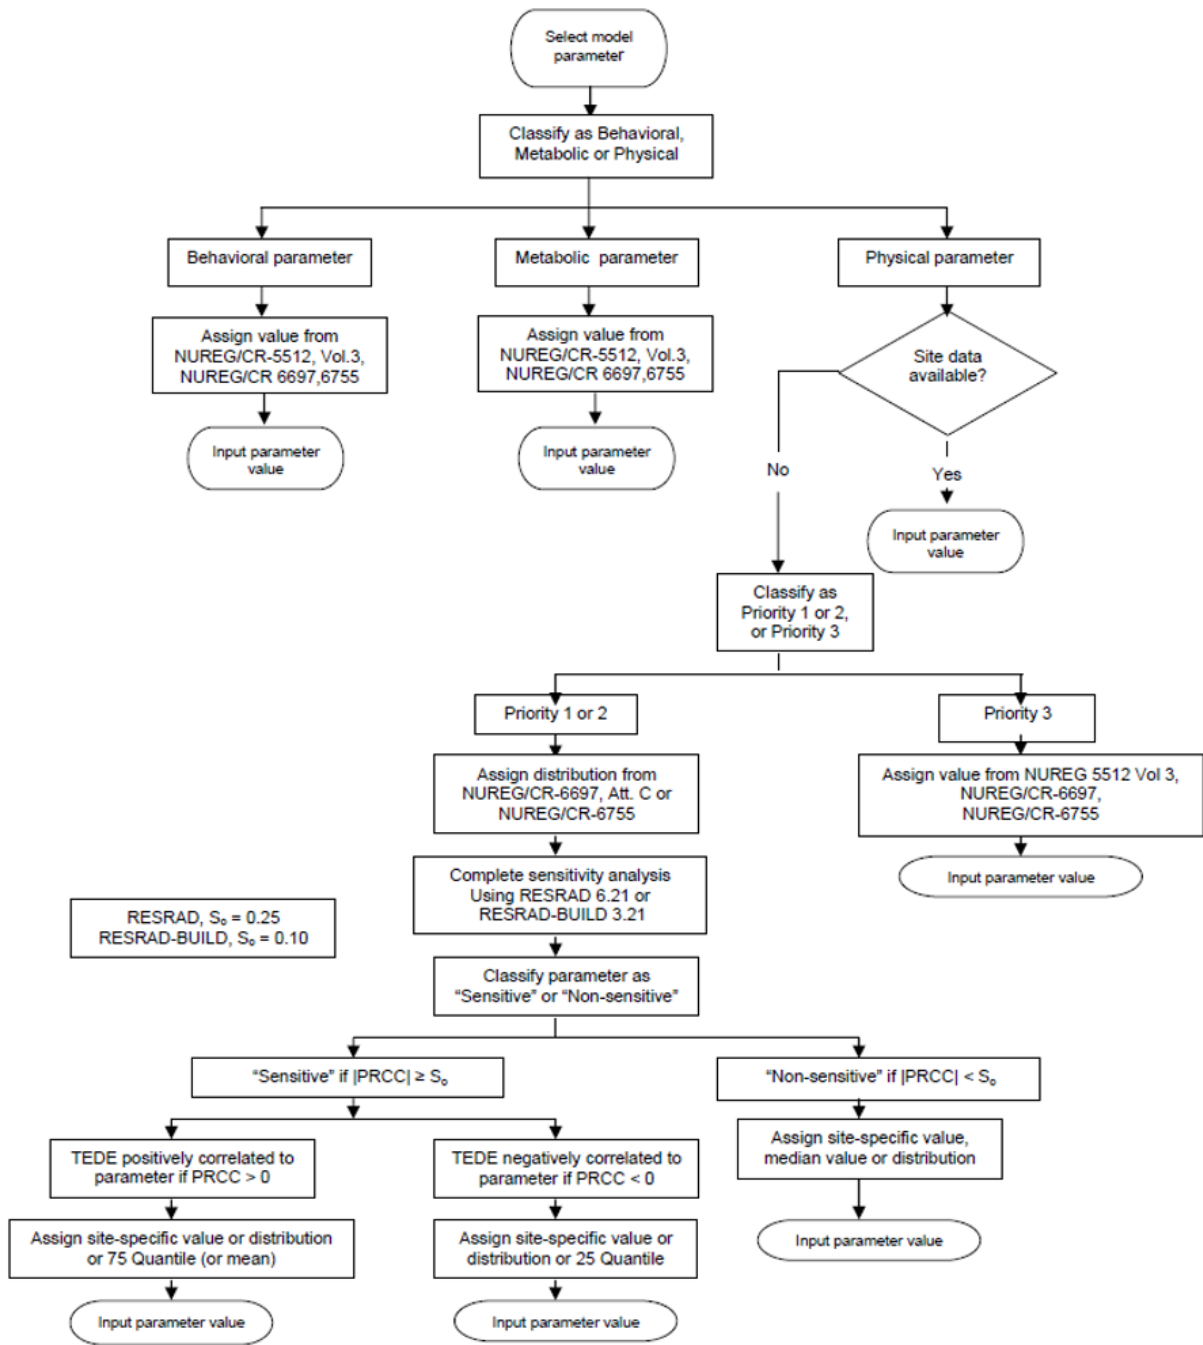 Select model
parameter
Classify as Behavioral,
Metabolic or Physical
Behavioral parameter
Metabolic parameter
Physical parameter
Assign value from
NUREG/CR-5512, Vol.3,
NUREG/CR 6697,6755
Assign value from
NUREG/CR-5512, Vol.3,
NUREG/CR 6697,6755
Site data
available?
Input parameter
value
Input parameter
value
No
Yes
Input parameter
value
Classify as
Priority 1 or 2,
or Priority 3
Priority 1 or 2
Priority 3
Assign distribution from
NUREG/CR-6697, Att. C or
NUREG/CR-6755
Assign value from NUREG 5512 Vol 3,
NUREG/CR-6697,
NUREG/CR-6755
Complete sensitivity analysis
Using RESRAD 6.21 or
RESRAD-BUILD 3.21
Input parameter value
RESRAD, Sₒ = 0.25
RESRAD-BUILD, Sₒ = 0.10
Classify parameter as
“Sensitive” or “Non-sensitive”
“Sensitive” if |PRCC| ≥ Sₒ
“Non-sensitive” if |PRCC| < Sₒ
TEDE positively correlated to
parameter if PRCC > 0
TEDE negatively correlated to
parameter if PRCC < 0
Assign site-specific value,
median value or distribution
Assign site-specific value or distribution
or 75 Quantile (or mean)
Assign site-specific value or
distribution or 25 Quantile
Input parameter value
Input parameter value
Input parameter value